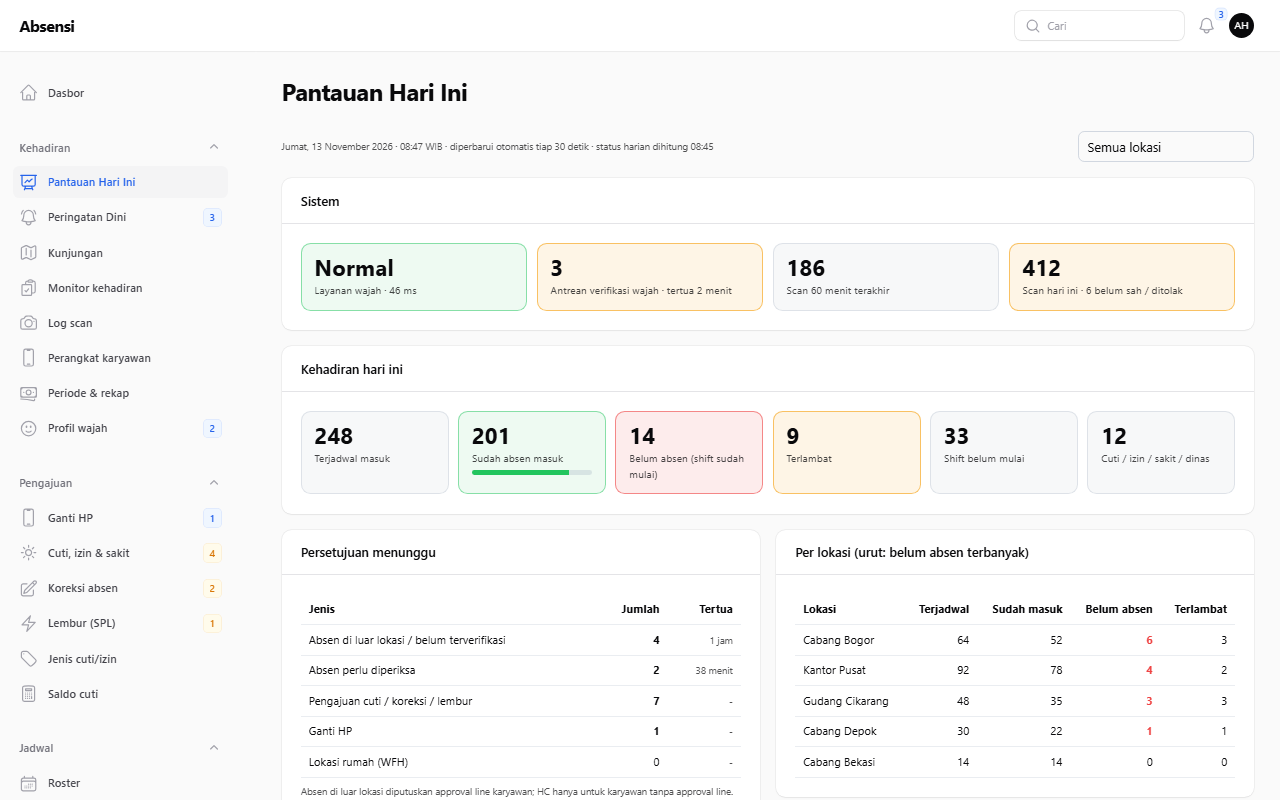 Absensi
Cari
3
AH
Dasbor
Kehadiran
Pantauan Hari Ini
Peringatan Dini 3
Kunjungan
Monitor kehadiran
Log scan
Perangkat karyawan
Periode & rekap
Profil wajah 2
Pengajuan
Ganti HP 1
Cuti, izin & sakit 4
Koreksi absen 2
Lembur (SPL) 1
Jenis cuti/izin
Saldo cuti
Jadwal
Roster
Pantauan Hari Ini
Jumat, 13 November 2026 · 08:47 WIB · diperbarui otomatis tiap 30 detik · status harian dihitung 08:45
Semua lokasi
Sistem
Normal
Layanan wajah · 46 ms
3
Antrean verifikasi wajah · tertua 2 menit
186
Scan 60 menit terakhir
412
Scan hari ini · 6 belum sah / ditolak
Kehadiran hari ini
248
Terjadwal masuk
201
Sudah absen masuk
14
Belum absen (shift sudah
mulai)
9
Terlambat
33
Shift belum mulai
12
Cuti / izin / sakit / dinas
Persetujuan menunggu
Jenis Jumlah Tertua
Absen di luar lokasi / belum terverifikasi 4 1 jam
Absen perlu diperiksa 2 38 menit
Pengajuan cuti / koreksi / lembur 7 -
Ganti HP 1 -
Lokasi rumah (WFH) 0 -
Absen di luar lokasi diputuskan approval line karyawan; HC hanya untuk karyawan tanpa approval line.
Per lokasi (urut: belum absen terbanyak)
Lokasi Terjadwal Sudah masuk Belum absen Terlambat
Cabang Bogor 64 52 6 3
Kantor Pusat 92 78 4 2
Gudang Cikarang 48 35 3 3
Cabang Depok 30 22 1 1
Cabang Bekasi 14 14 0 0